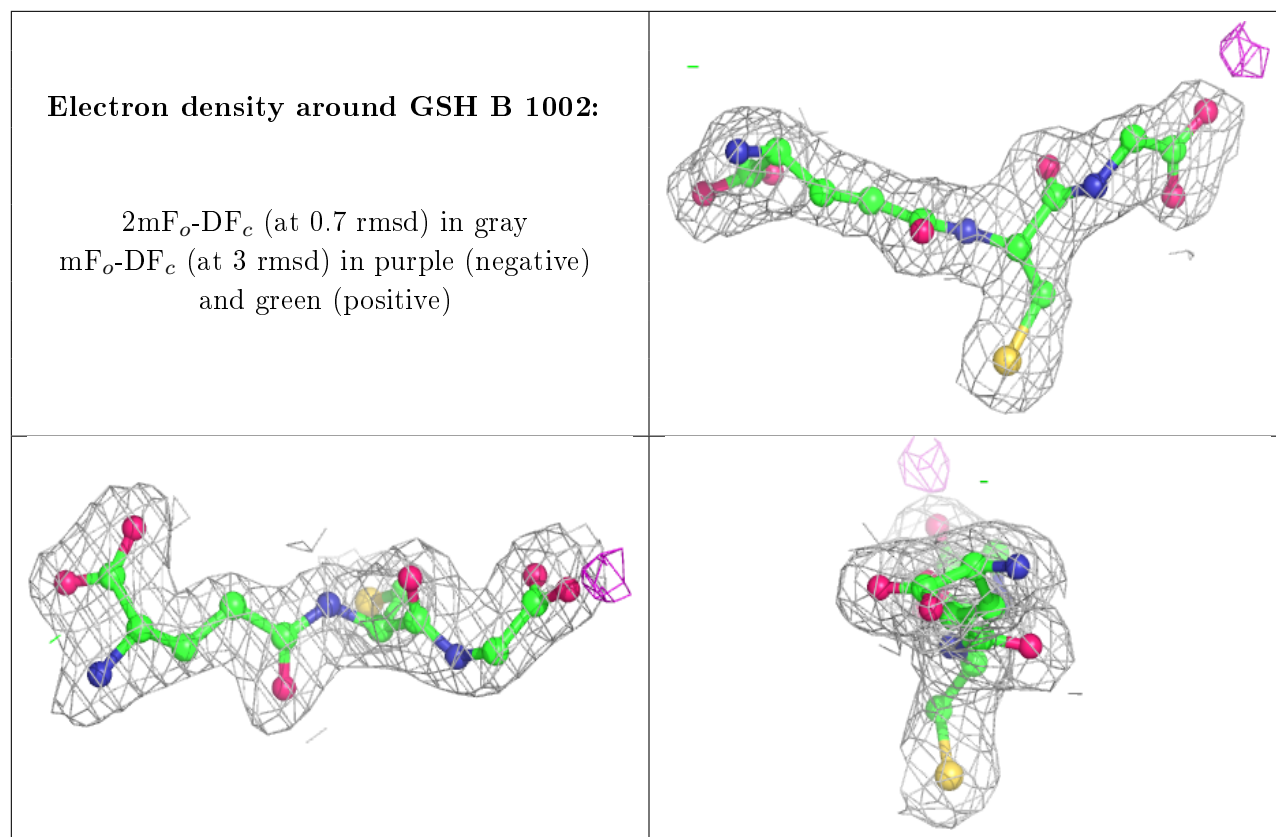 Electron density around GSH B 1002:
2mFₒ-DF𝑐 (at 0.7 rmsd) in gray
mFₒ-DF𝑐 (at 3 rmsd) in purple (negative)
and green (positive)